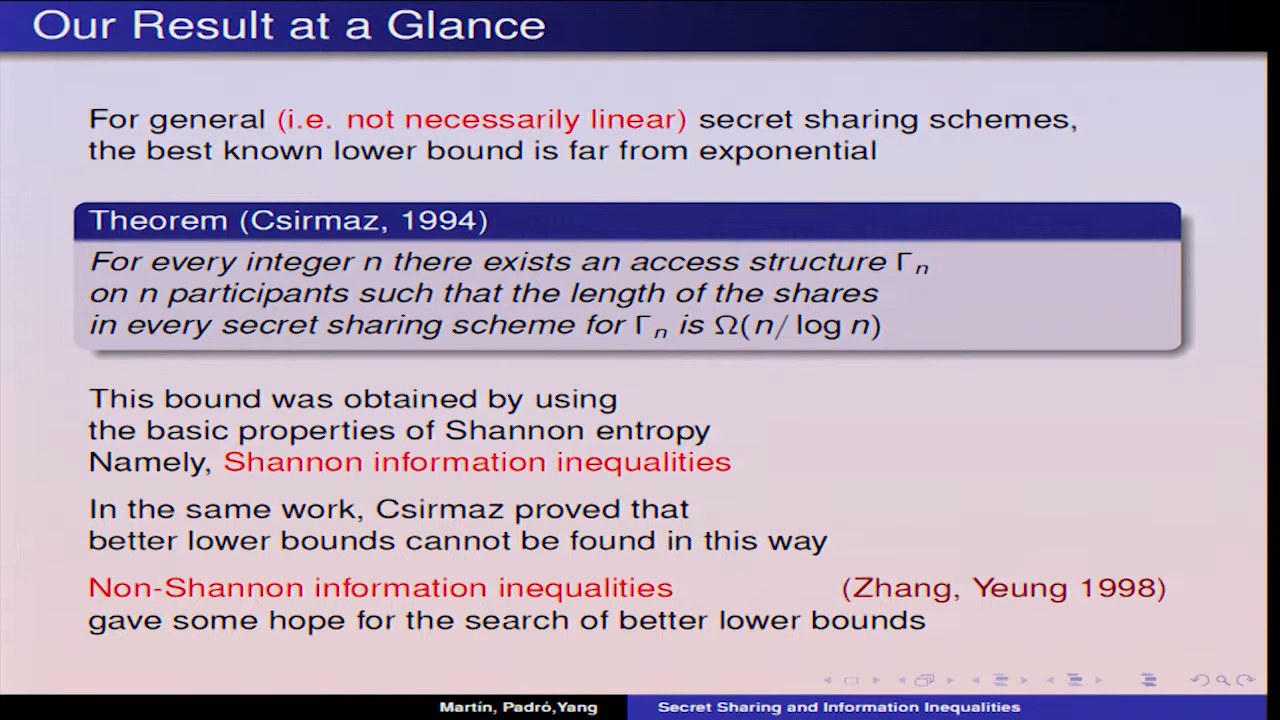 Our Result at a Glance
For general (i.e. not necessarily linear) secret sharing schemes,
the best known lower bound is far from exponential
Theorem (Csirmaz, 1994)
For every integer n there exists an access structure Γn
on n participants such that the length of the shares
in every secret sharing scheme for Γn is Ω(n/ log n)
This bound was obtained by using
the basic properties of Shannon entropy
Namely, Shannon information inequalities
In the same work, Csirmaz proved that
better lower bounds cannot be found in this way
Non-Shannon information inequalities (Zhang, Yeung 1998)
gave some hope for the search of better lower bounds
Martín, Padró,Yang Secret Sharing and Information Inequalities